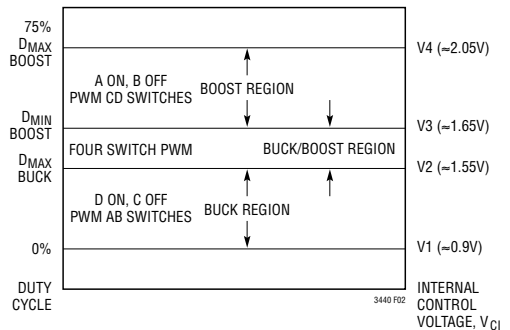 75%
DMAX
BOOST
V4 (≈2.05V)
A ON, B OFF
PWM CD SWITCHES
BOOST REGION
DMIN
BOOST
V3 (≈1.65V)
FOUR SWITCH PWM
BUCK/BOOST REGION
DMAX
BUCK
V2 (≈1.55V)
D ON, C OFF
PWM AB SWITCHES
BUCK REGION
0%
V1 (≈0.9V)
DUTY
CYCLE
3440 F02
INTERNAL
CONTROL
VOLTAGE, VCI